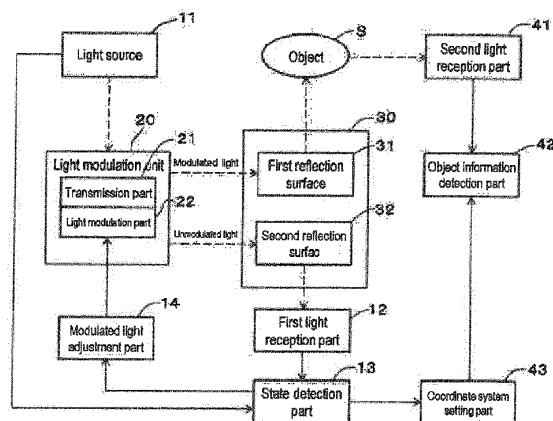 11
Light source
S
Object
41
Second light
reception part
20
21
Light modulation unit
Transmission part
22
Light modulation part
Modulated light
Unmodulated light
30
31
First reflection
surface
32
Second reflection
surfac
42
Object information
detection part
14
Modulated light
adjustment part
12
First light
reception part
13
State detection
part
43
Coordinate system
setting part